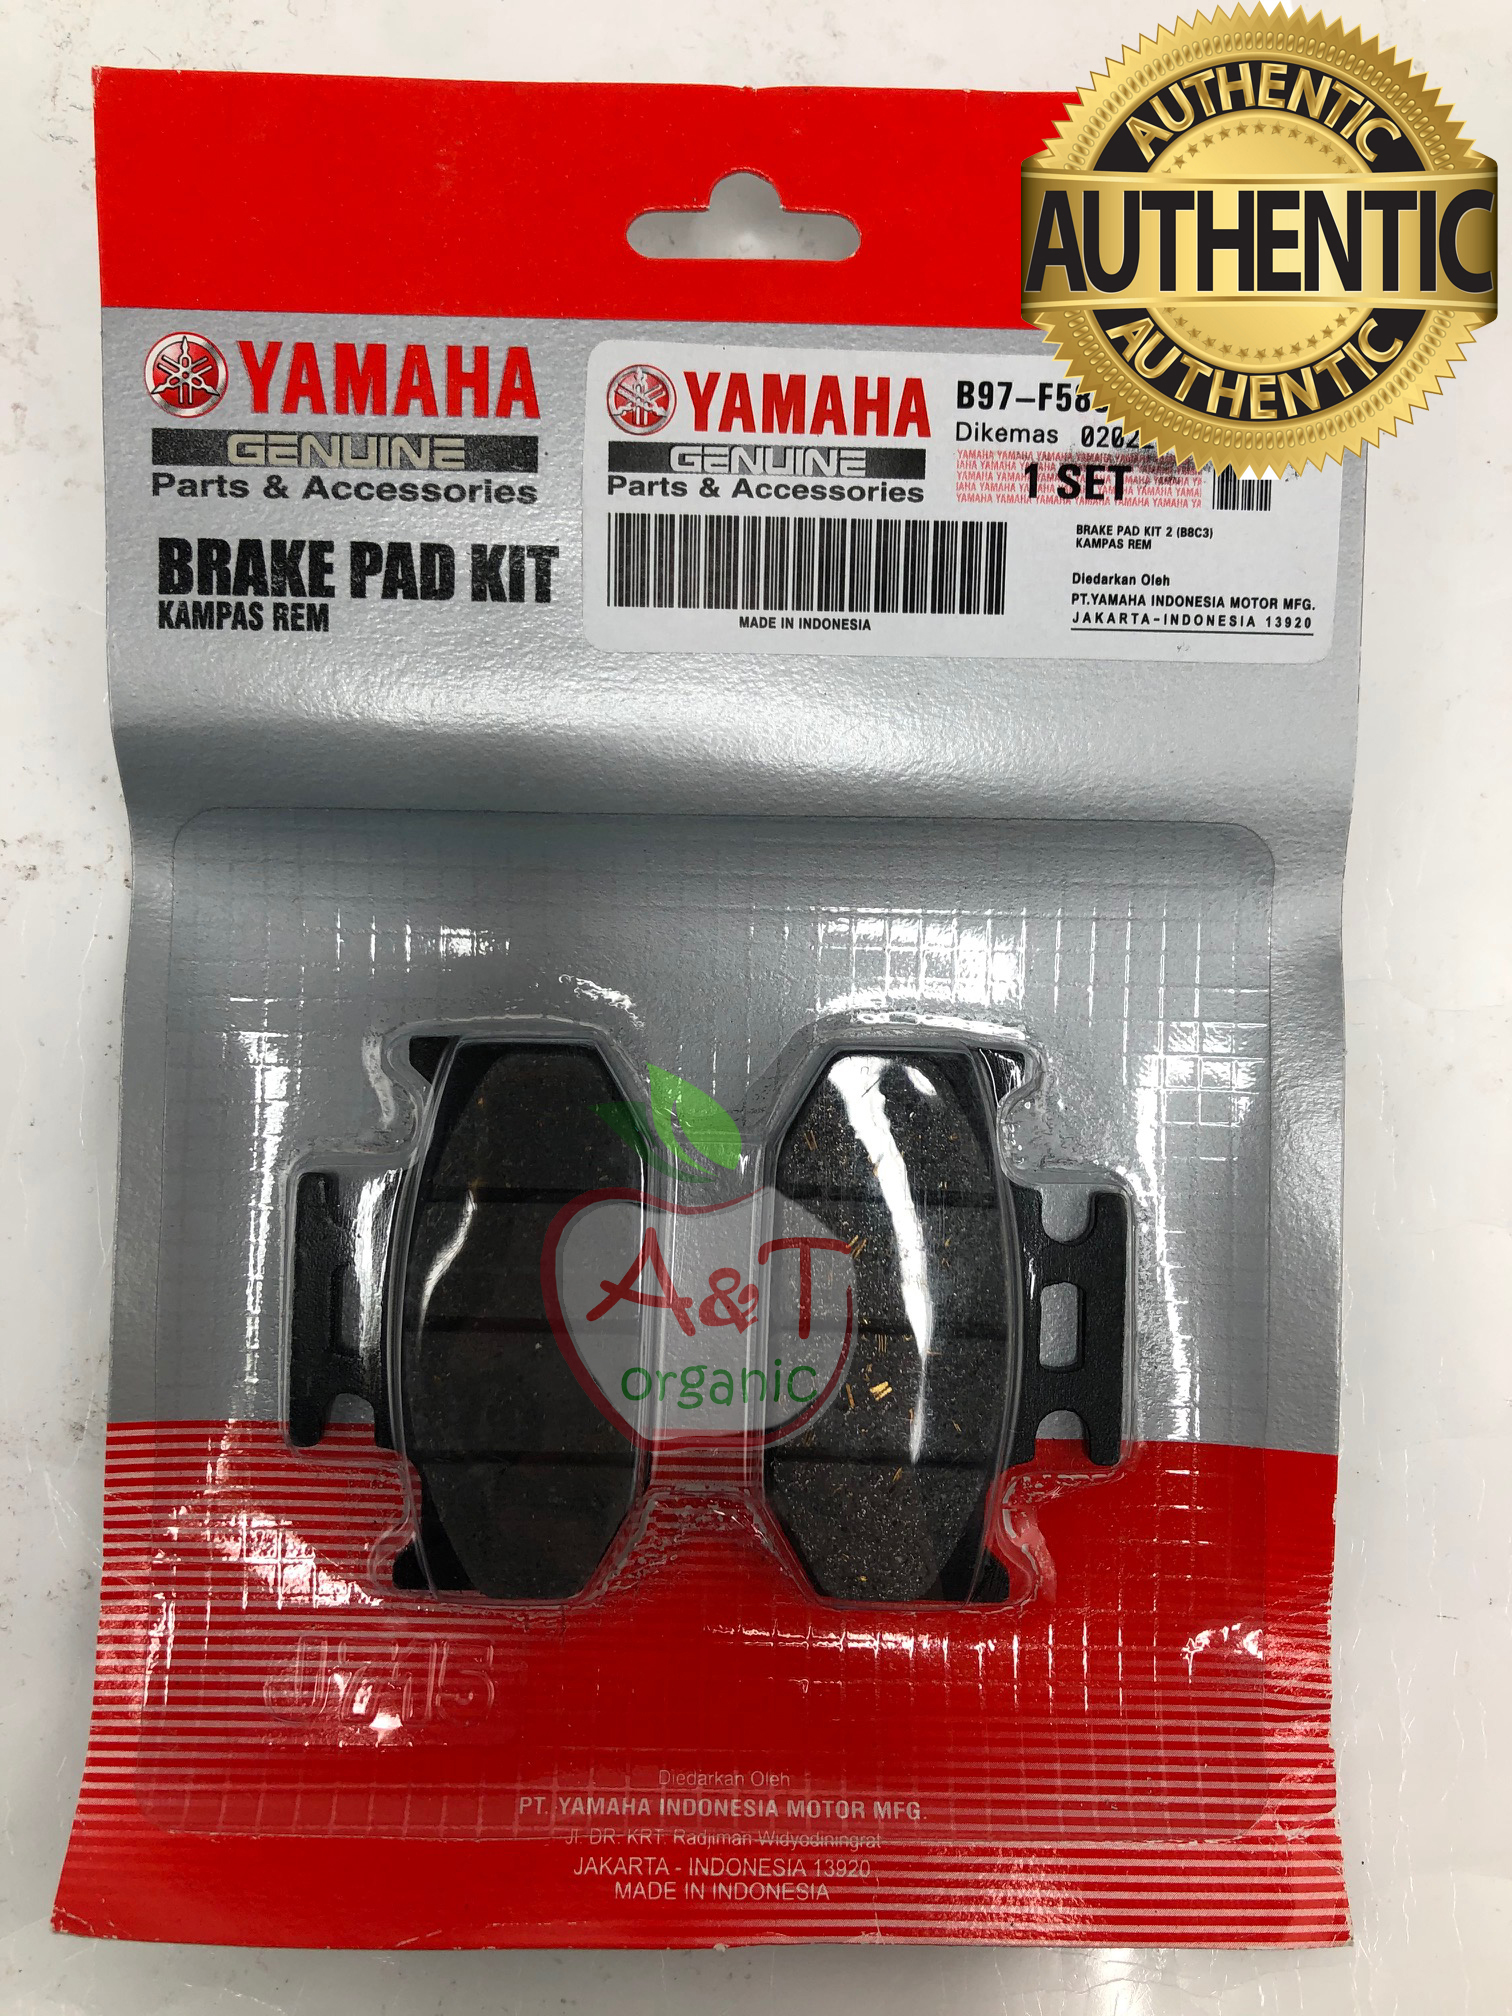 AUTHENTIC
AUTHENTIC
AUTHENTIC
YAMAHA
GENUINE
Parts & Accessories
BRAKE PAD KIT
KAMPAS REM
YAMAHA
GENUINE
Parts & Accessories
Dikemas
1 SET
MADE IN INDONESIA
BRAKE PAD KIT 2 (B8C3)
KAMPAS REM
Diedarkan Oleh
PT.YAMAHA INDONESIA MOTOR MFG.
JAKARTA-INDONESIA 13920
A&T
organic
Diedarkan Oleh
PT. YAMAHA INDONESIA MOTOR MFG.
Jl. DR. KRT. Radjiman Widyodiningrat
JAKARTA - INDONESIA 13920
MADE IN INDONESIA